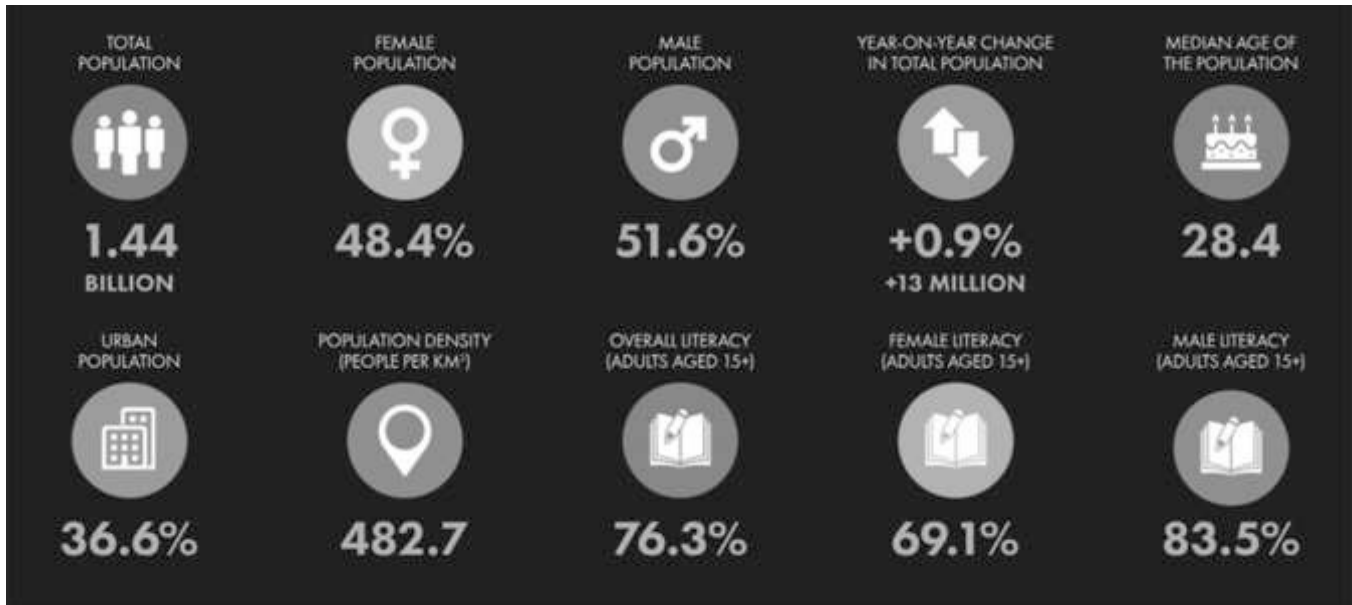 TOTAL
POPULATION
1.44
BILLION
FEMALE
POPULATION
48.4%
MALE
POPULATION
51.6%
YEAR-ON-YEAR CHANGE
IN TOTAL POPULATION
+0.9%
+13 MILLION
MEDIAN AGE OF
THE POPULATION
28.4
URBAN
POPULATION
36.6%
POPULATION DENSITY
(PEOPLE PER KM²)
482.7
OVERALL LITERACY
(ADULTS AGED 15+)
76.3%
FEMALE LITERACY
(ADULTS AGED 15+)
69.1%
MALE LITERACY
(ADULTS AGED 15+)
83.5%